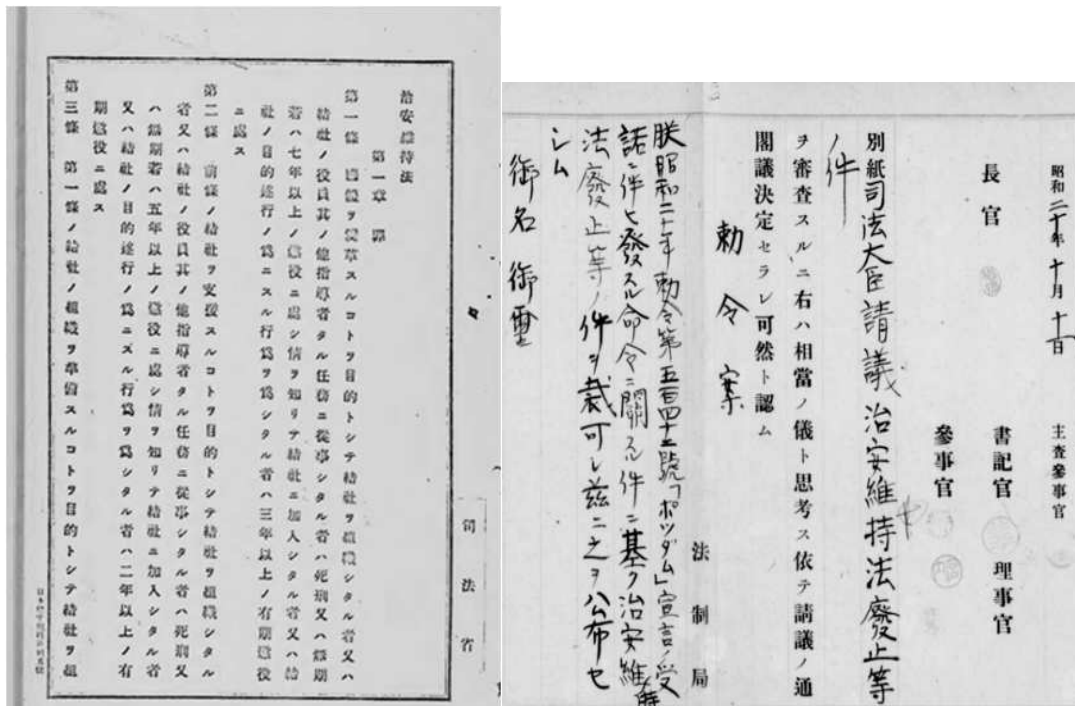 治安維持法
第一章 罪
第一條 國體ヲ變革スルコトヲ目的トシテ結社ヲ組織シタル者又ハ
結社ノ役員其ノ他指導者タル任務ニ從事シタル者ハ死刑又ハ無期
若ハ七年以上ノ懲役ニ處シ情ヲ知リテ結社ニ加入シタル者又ハ結
社ノ目的遂行ノ爲ニスル行爲ヲ爲シタル者ハ三年以上ノ有期懲役
ニ處ス
第二條 前條ノ結社ヲ支援スルコトヲ目的トシテ結社ヲ組織シタル
者又ハ結社ノ役員其ノ他指導者タル任務ニ從事シタル者ハ死刑又
ハ無期若ハ五年以上ノ懲役ニ處シ情ヲ知リテ結社ニ加入シタル者
又ハ結社ノ目的遂行ノ爲ニスル行爲ヲ爲シタル者ハ二年以上ノ有
期懲役ニ處ス
第三條 第一條ノ結社ノ組織ヲ準備スルコトヲ目的トシテ結社ヲ組
司法省
昭和二十年十月十一日
主査參事官
長官
書記官 理事官
參事官
別紙司法大臣請議治安維持法廢止等
件
ヲ審査スルニ右ハ相當ノ儀ト思考ス依テ請議ノ通
閣議決定セラレ可然ト認ム
勅令案
法制局
朕昭和二十年勅令第五百四十二號「ポツダム」宣言ノ受
諾ニ伴ヒ發スル命令ニ關スル件ニ基ク治安維持
法廢止等ノ件ヲ裁可シ茲ニ之ヲ公布セ
シム
御名御璽